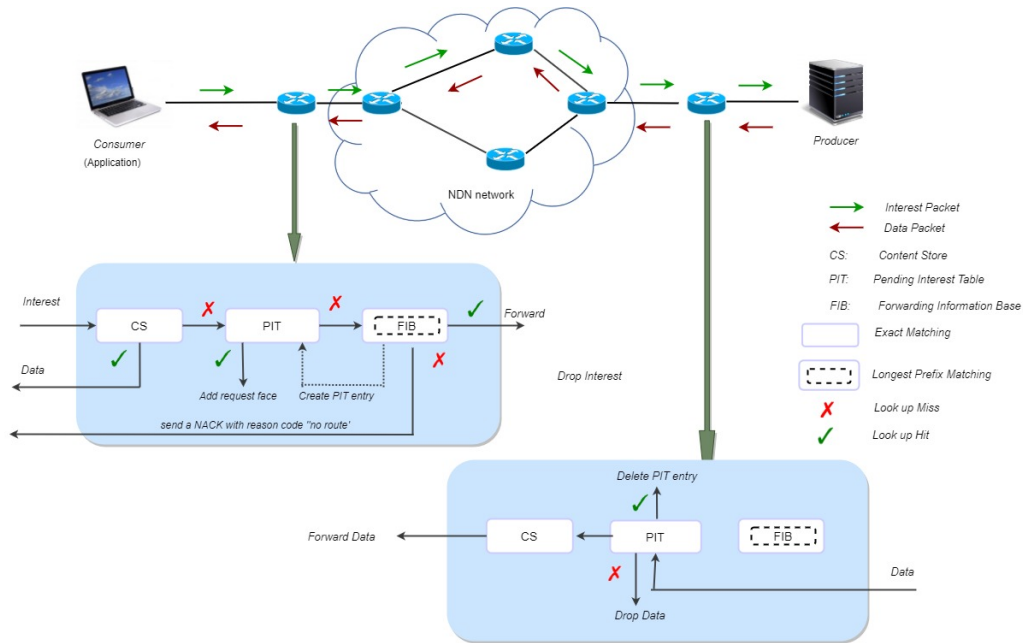 Consumer
(Application)
NDN network
Producer
Interest Packet
Data Packet
CS: Content Store
PIT: Pending Interest Table
FIB: Forwarding Information Base
Exact Matching
Longest Prefix Matching
Look up Miss
Look up Hit
Interest
CS
PIT
FIB
Forward
Data
Add request face
Create PIT entry
Drop Interest
send a NACK with reason code "no route'
Delete PIT entry
Forward Data
CS
PIT
FIB
Data
Drop Data